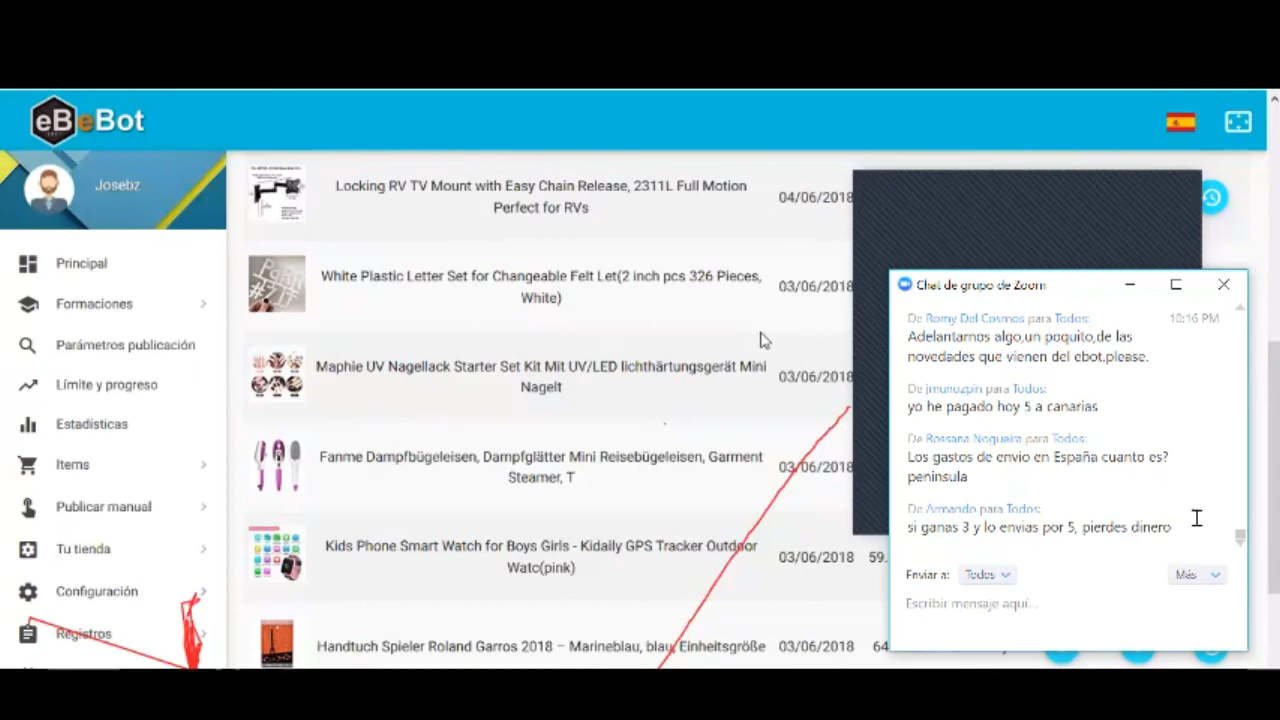 eB eBot
Josebz
Principal
Formaciones
Parámetros publicación
Límite y progreso
Estadísticas
Items
Publicar manual
Tu tienda
Configuración
Registros
Locking RV TV Mount with Easy Chain Release, 2311L Full Motion
Perfect for RVs
04/06/2018
White Plastic Letter Set for Changeable Felt Let(2 inch pcs 326 Pieces,
White)
03/06/2018
Maphie UV Nagellack Starter Set Kit Mit UV/LED lichthärtungsgerät Mini
Nagelt
03/06/2018
Fanme Dampfbügeleisen, Dampfglätter Mini Reisebügeleisen, Garment
Steamer, T
03/06/2018
Kids Phone Smart Watch for Boys Girls - Kidaily GPS Tracker Outdoor
Watc(pink)
03/06/2018 59.
Handtuch Spieler Roland Garros 2018 – Marineblau, blau, Einheitsgröße
03/06/2018 64
Chat de grupo de Zoom
De Romy Del Cosmos para Todos: 10:16 PM
Adelantarnos algo,un poquito,de las
novedades que vienen del ebot,please.
De jmunozpin para Todos:
yo he pagado hoy 5 a canarias
De Rossana Nogueira para Todos:
Los gastos de envio en España cuanto es?
peninsula
De Armando para Todos:
si ganas 3 y lo envias por 5, pierdes dinero
Enviar a: Todos Más
Escribir mensaje aquí...